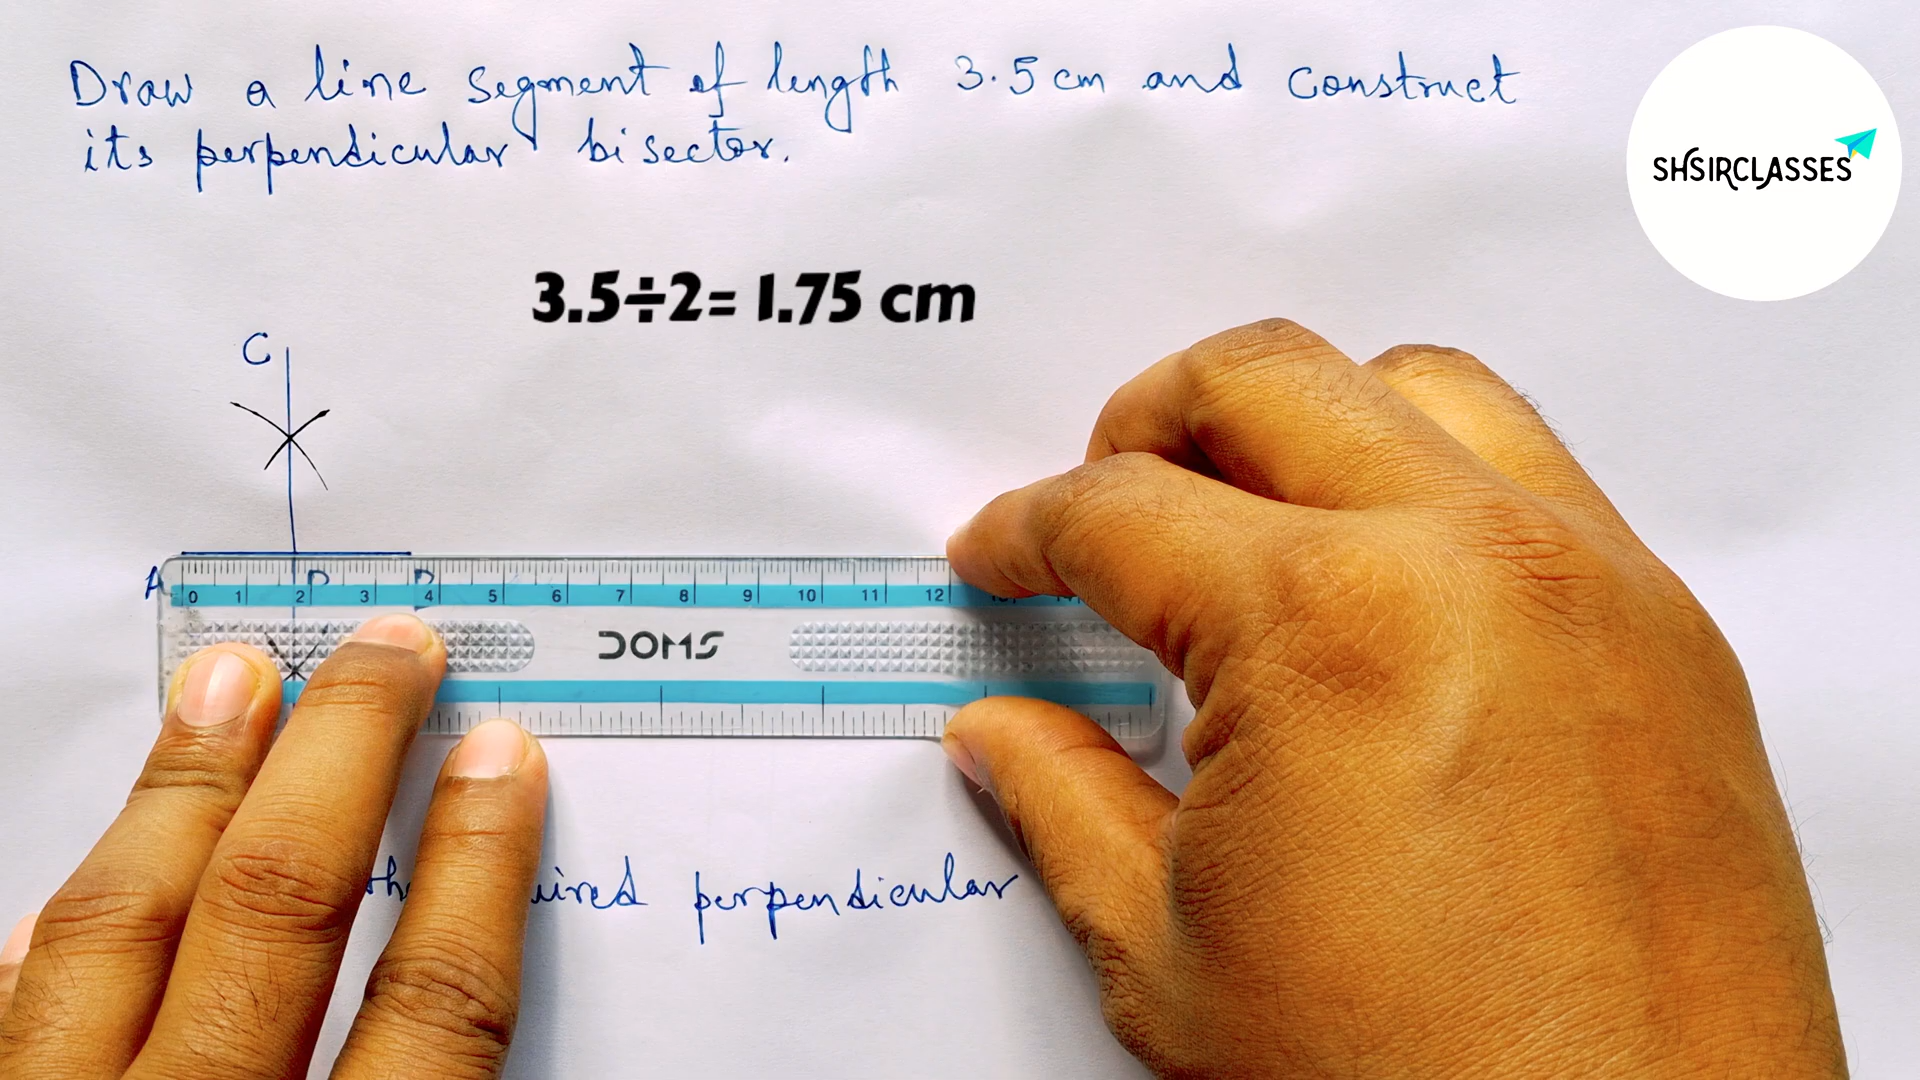 Draw a line segment of length 3.5 cm and construct
its perpendicular bisector.
SHSIRCLASSES
3.5÷2= 1.75 cm
C
A
0 1 2 3 4 5 6 7 8 9 10 11 12
DOMS
perpendicular